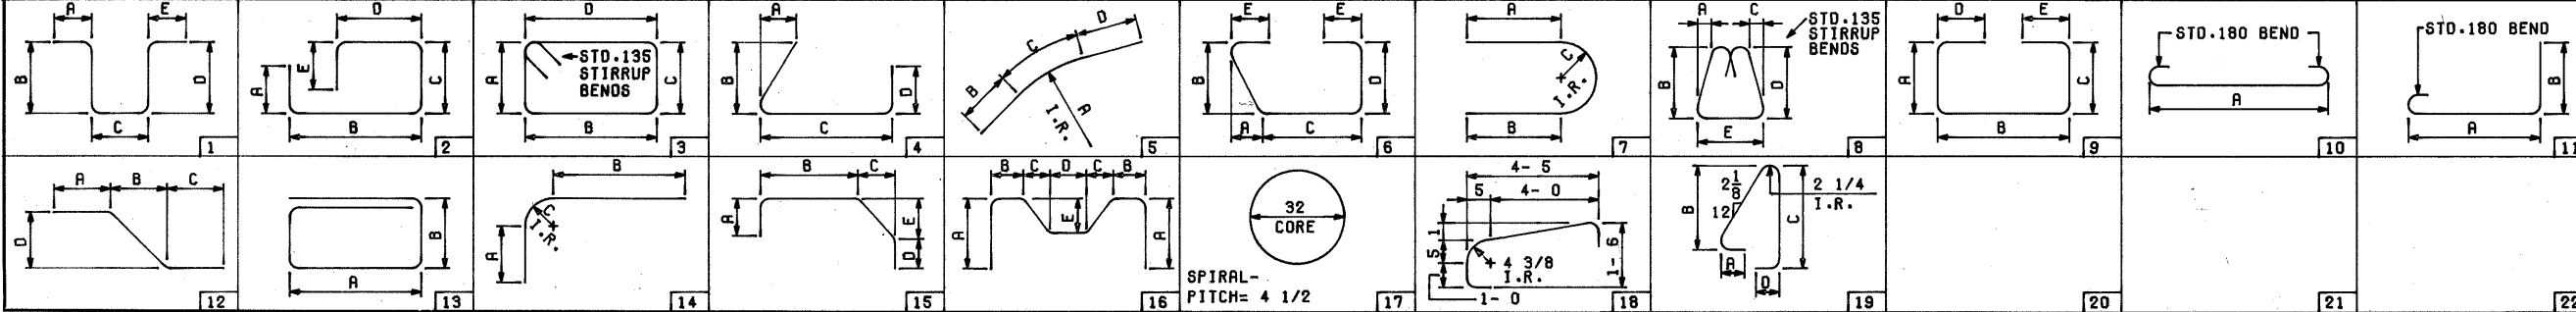 A E
B D
C
1
D
E
A C
B
2
D
A C
STD.135
STIRRUP
BENDS
B
3
A
B D
C
4
D
C
B
A
I.R.
5
E E
B D
A C
6
A
C
I.R.
B
7
A C
STD.135
STIRRUP
BENDS
B D
E
8
D E
A C
B
9
STD.180 BEND
A
10
STD.180 BEND
B
A
11
A B C
D
12
B
A
13
B
C
I.R.
A
14
B C
A E
D
15
B C D C B
A E A
16
32
CORE
SPIRAL-
PITCH= 4 1/2
17
4- 5
5 4- 0
1
5
1- 6
4 3/8
I.R.
1- 0
18
2 1/8
12
2 1/4
I.R.
B C
A
D
19
20
21
22